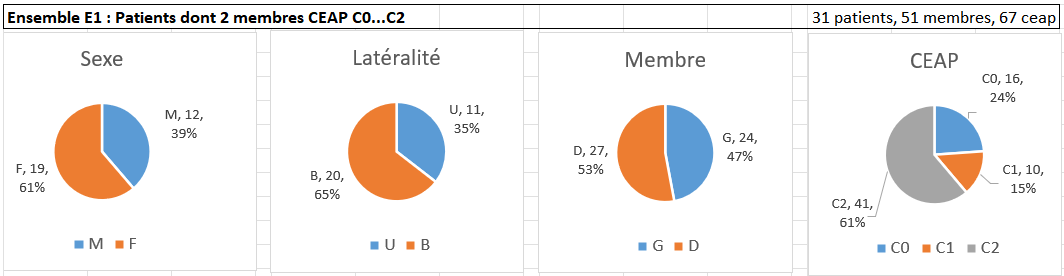 Ensemble E1 : Patients dont 2 membres CEAP C0...C2
31 patients, 51 membres, 67 ceap
Sexe
M, 12,
39%
F, 19,
61%
M F
Latéralité
U, 11,
35%
B, 20,
65%
U B
Membre
G, 24,
47%
D, 27,
53%
G D
CEAP
C0, 16,
24%
C1, 10,
15%
C2, 41,
61%
C0 C1 C2